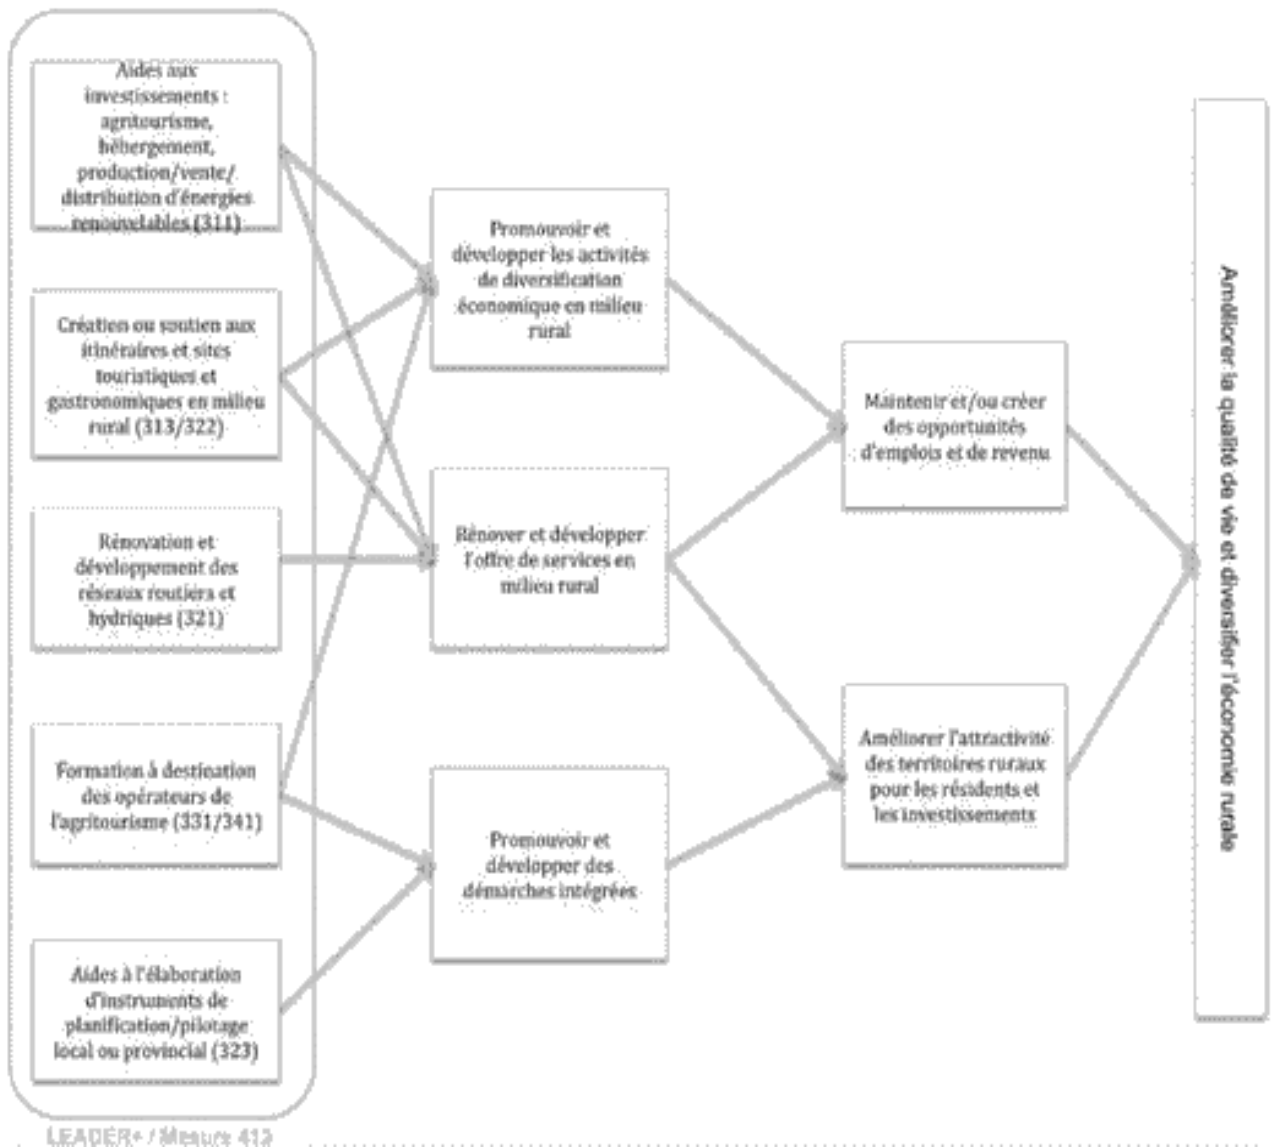 Aides aux
investissements :
agritourisme,
hébergement,
production/vente/
distribution d'énergies
renouvelables (311)
Création ou soutien aux
itinéraires et sites
touristiques et
gastronomiques en milieu
rural (313/322)
Rénovation et
développement des
réseaux routiers et
hydriques (321)
Formation à destination
des opérateurs de
l'agritourisme (331/341)
Aides à l'élaboration
d'instruments de
planification/pilotage
local ou provincial (323)
LEADER+ / Mesure 413
Promouvoir et
développer les activités
de diversification
économique en milieu
rural
Rénover et développer
l'offre de services en
milieu rural
Promouvoir et
développer des
démarches intégrées
Maintenir et/ou créer
des opportunités
d'emplois et de revenu
Améliorer l'attractivité
des territoires ruraux
pour les résidents et
les investissements
Améliorer la qualité de vie et diversifier l'économie rurale